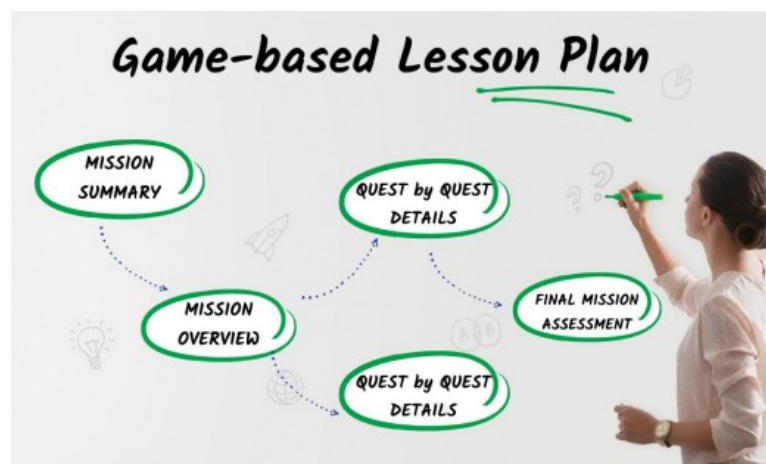 Game-based Lesson Plan
MISSION
SUMMARY
MISSION
OVERVIEW
QUEST by QUEST
DETAILS
QUEST by QUEST
DETAILS
FINAL MISSION
ASSESSMENT
A B
? ?